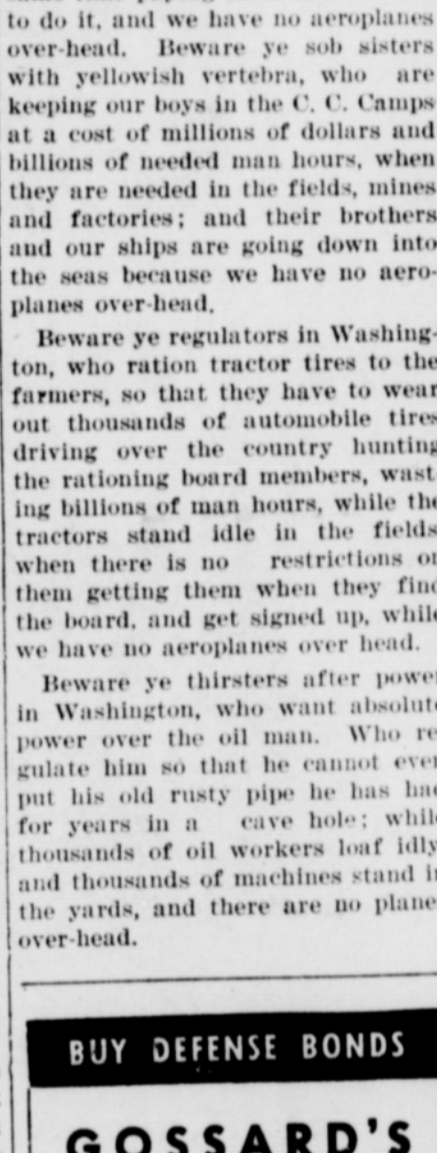 to do it, and we have no aeroplanes
over-head. Beware ye sob sisters
with yellowish vertebra, who are
keeping our boys in the C. C. Camps
at a cost of millions of dollars and
billions of needed man hours, when
they are needed in the fields, mines
and factories; and their brothers
and our ships are going down into
the seas because we have no aero-
planes over-head.
Beware ye regulators in Washing-
ton, who ration tractor tires to the
farmers, so that they have to wear
out thousands of automobile tires
driving over the country hunting
the rationing board members, wast
ing billions of man hours, while the
tractors stand idle in the fields
when there is no restrictions o
them getting them when they find
the board, and get signed up, while
we have no aeroplanes over head.
Beware ye thirsters after power
in Washington, who want absolute
power over the oil man. Who re
gulate him so that he cannot even
put his old rusty pipe he has had
for years in a cave hole; while
thousands of oil workers loaf idly
and thousands of machines stand i
the yards, and there are no plane
over-head.
BUY DEFENSE BONDS
GOSSARD'S